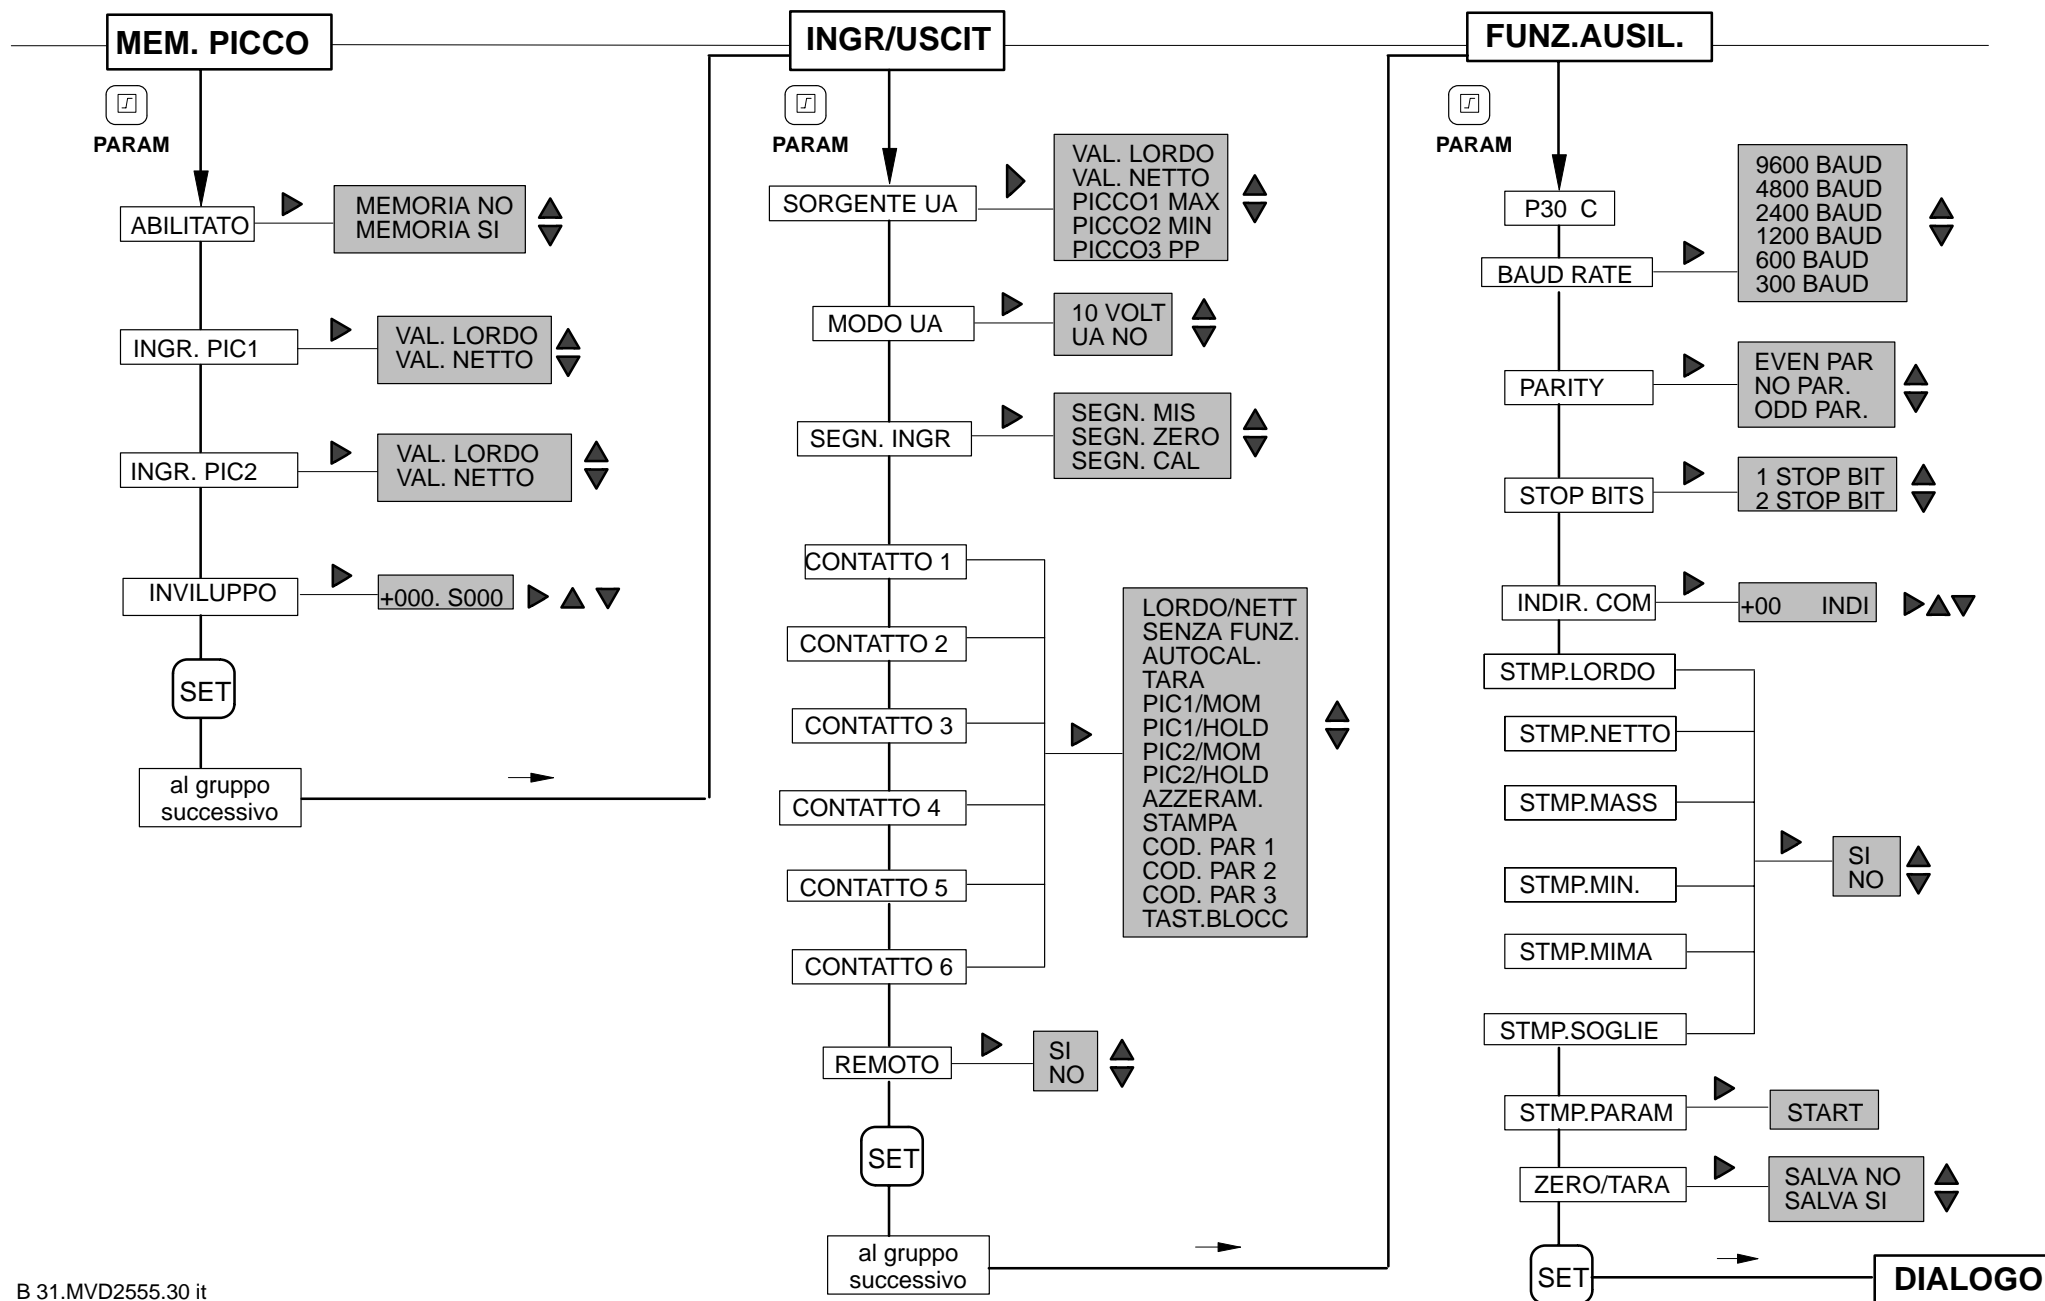 MEM. PICCO
PARAM
ABILITATO
MEMORIA NO
MEMORIA SI
INGR. PIC1
VAL. LORDO
VAL. NETTO
INGR. PIC2
VAL. LORDO
VAL. NETTO
INVILUPPO
+000. S000
SET
al gruppo
successivo
INGR/USCIT
PARAM
SORGENTE UA
VAL. LORDO
VAL. NETTO
PICCO1 MAX
PICCO2 MIN
PICCO3 PP
MODO UA
10 VOLT
UA NO
SEGN. INGR
SEGN. MIS
SEGN. ZERO
SEGN. CAL
CONTATTO 1
CONTATTO 2
CONTATTO 3
CONTATTO 4
CONTATTO 5
CONTATTO 6
LORDO/NETT
SENZA FUNZ.
AUTOCAL.
TARA
PIC1/MOM
PIC1/HOLD
PIC2/MOM
PIC2/HOLD
AZZERAM.
STAMPA
COD. PAR 1
COD. PAR 2
COD. PAR 3
TAST.BLOCC
REMOTO
SI
NO
SET
al gruppo
successivo
FUNZ.AUSIL.
PARAM
P30 C
BAUD RATE
9600 BAUD
4800 BAUD
2400 BAUD
1200 BAUD
600 BAUD
300 BAUD
PARITY
EVEN PAR
NO PAR.
ODD PAR.
STOP BITS
1 STOP BIT
2 STOP BIT
INDIR. COM
+00 INDI
STMP.LORDO
STMP.NETTO
STMP.MASS
STMP.MIN.
STMP.MIMA
STMP.SOGLIE
SI
NO
STMP.PARAM
START
ZERO/TARA
SALVA NO
SALVA SI
SET
DIALOGO
B 31.MVD2555.30 it